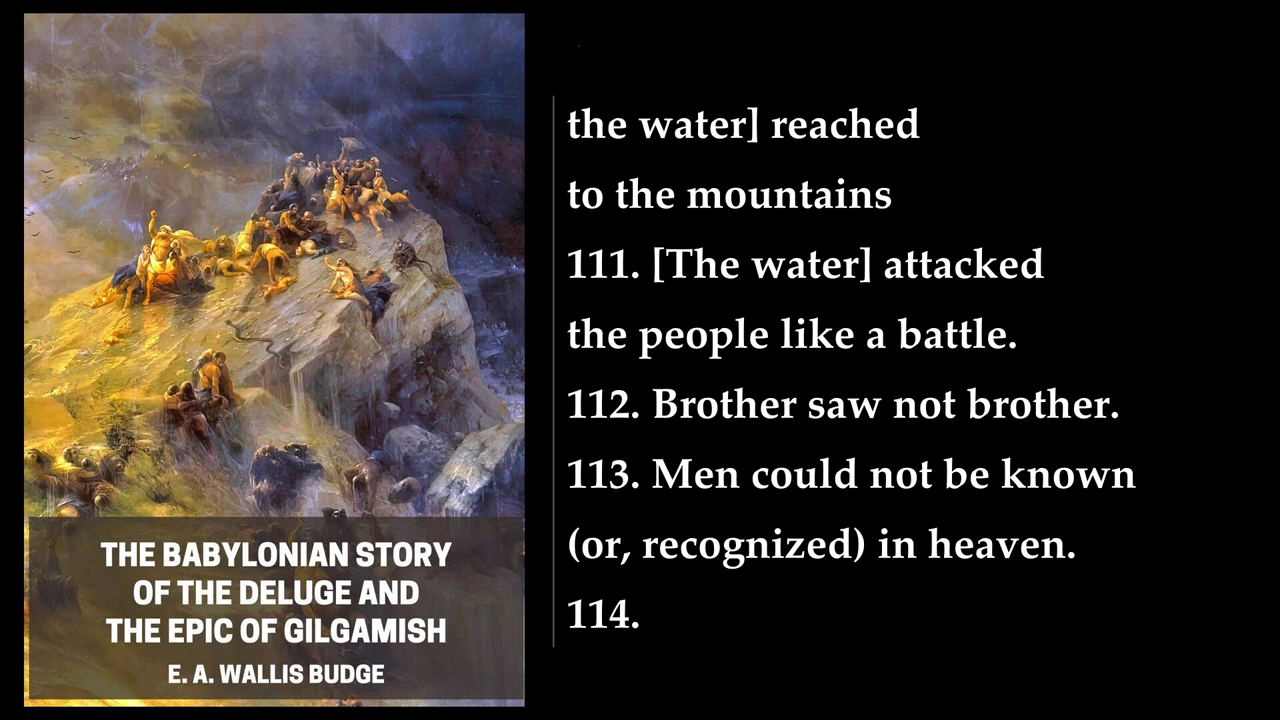 the water] reached
to the mountains
111. [The water] attacked
the people like a battle.
112. Brother saw not brother.
113. Men could not be known
(or, recognized) in heaven.
114.
THE BABYLONIAN STORY
OF THE DELUGE AND
THE EPIC OF GILGAMISH
E. A. WALLIS BUDGE